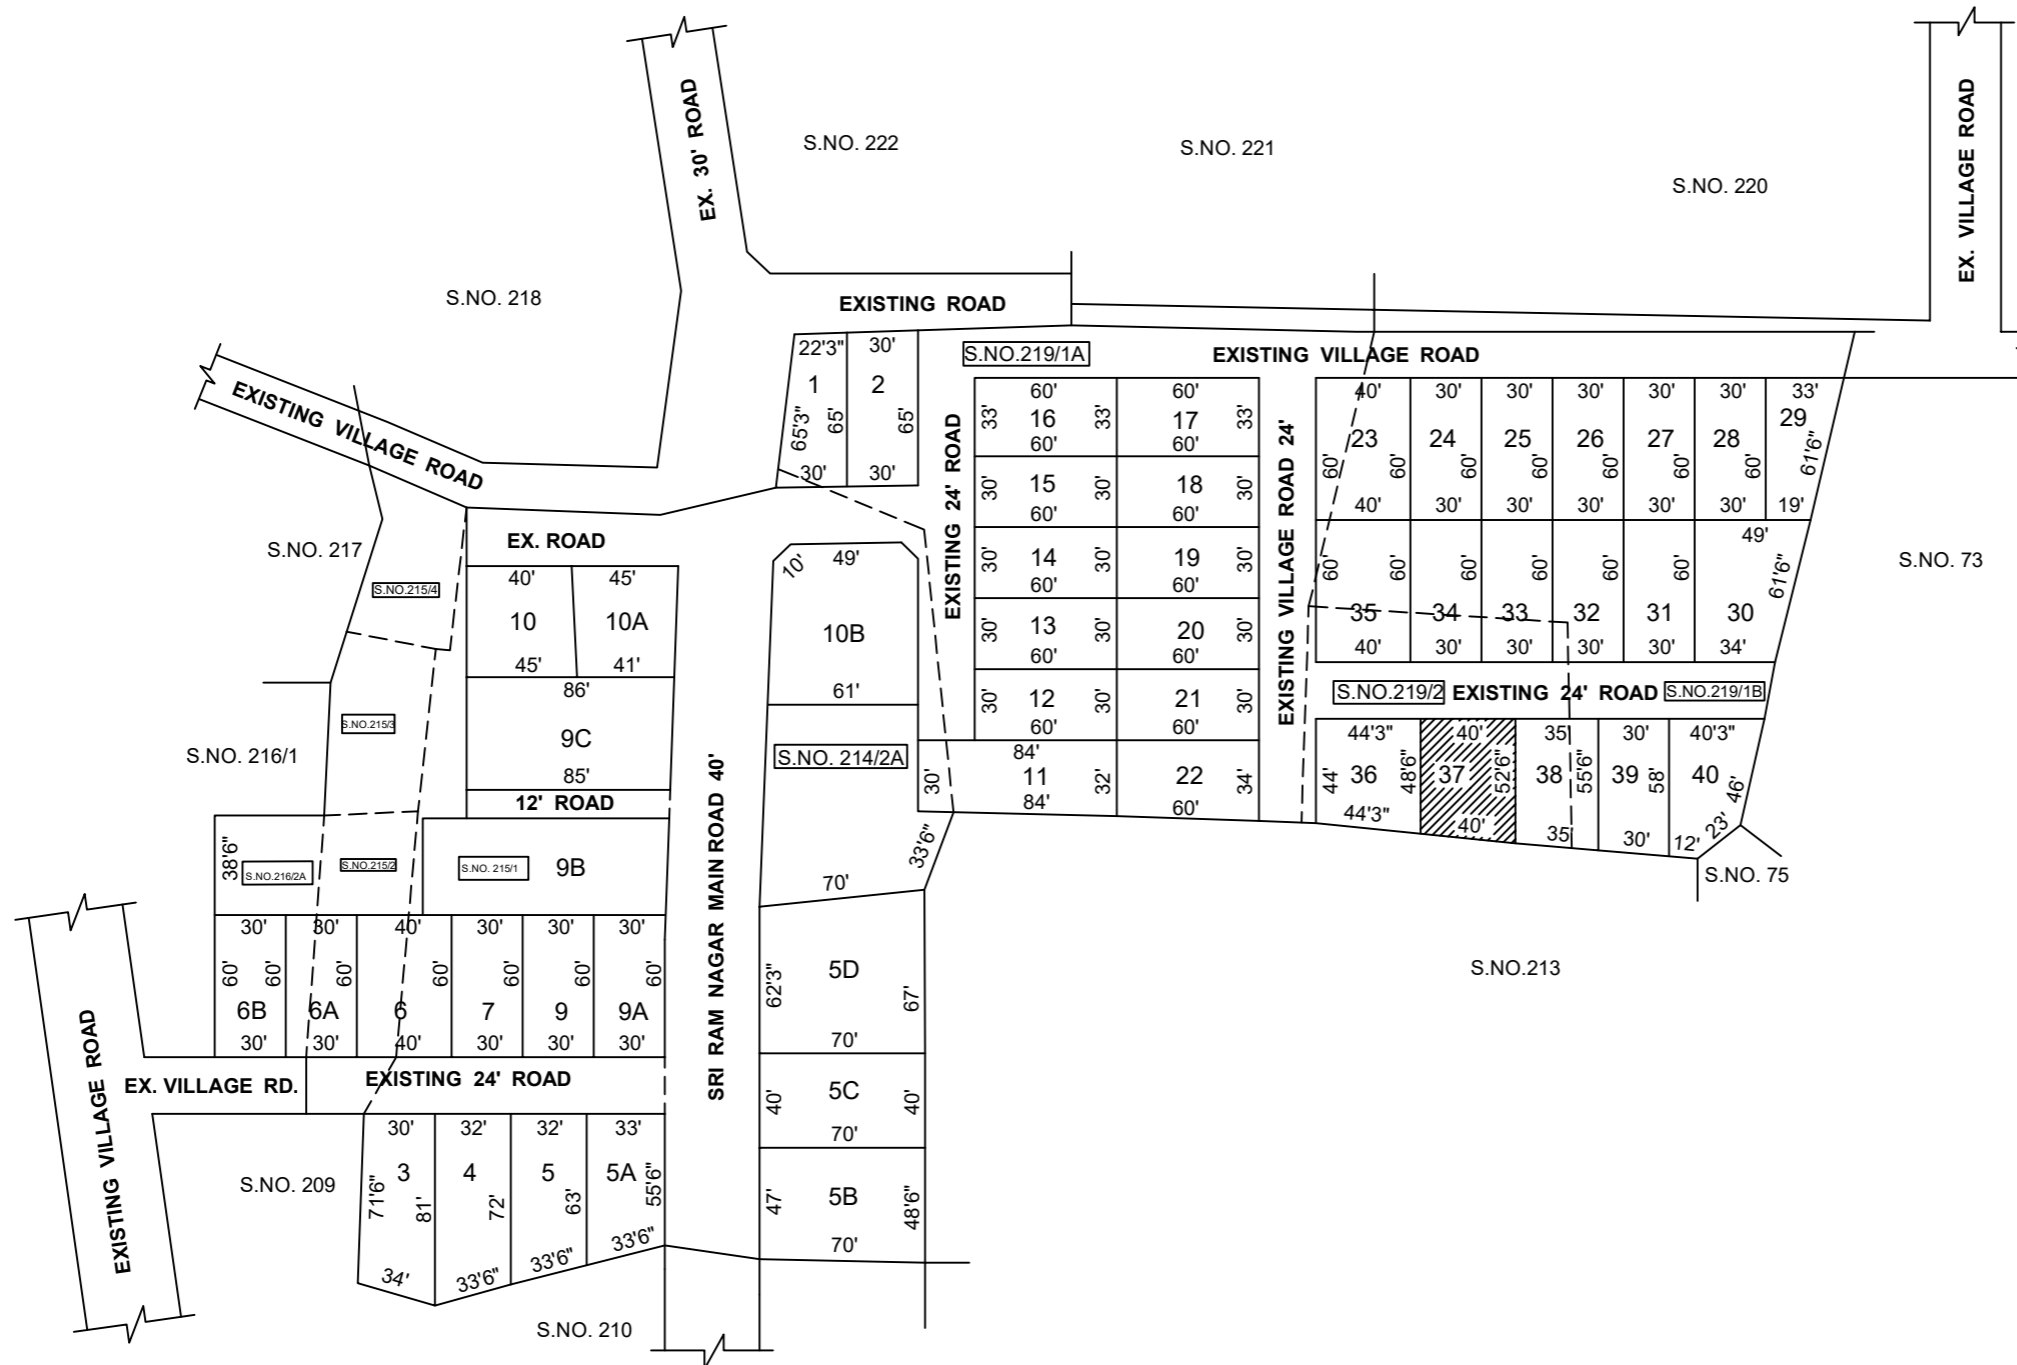 EX. 30' ROAD
S.NO. 222
S.NO. 221
S.NO. 220
EX. VILLAGE ROAD
S.NO. 218
EXISTING ROAD
S.NO.219/1A
EXISTING VILLAGE ROAD
EXISTING VILLAGE ROAD
22'3" 30'
1 2
65'3" 65' 65'
30' 30'
EXISTING 24' ROAD
60' 60'
33' 16 33' 17 33'
60' 60'
30' 15 30' 18 30'
60' 60'
30' 14 30' 19 30'
60' 60'
30' 13 30' 20 30'
60' 60'
30' 12 30' 21 30'
60' 60'
84'
30' 11 32' 22 34'
84' 60'
EXISTING VILLAGE ROAD 24'
40' 30' 30' 30' 30' 30' 33'
23 24 25 26 27 28 29
60' 60' 60' 60' 60' 60' 60' 61'6"
40' 30' 30' 30' 30' 30' 19'
49'
60' 60' 60' 60' 60' 60' 61'6"
35 34 33 32 31 30
40' 30' 30' 30' 30' 34'
S.NO. 73
S.NO.219/2 EXISTING 24' ROAD S.NO.219/1B
44'3" 40' 35' 30' 40'3"
44' 36 48'6" 37 52'6" 38 55'6" 39 58' 40 46'
44'3" 40' 35' 30' 12' 23'
S.NO. 75
S.NO.213
S.NO. 217
S.NO.215/4
EX. ROAD
40' 45'
10 10A
45' 41'
86'
9C
85'
12' ROAD
10' 49'
10B
61'
S.NO. 214/2A
33'6"
70'
S.NO.215/3
S.NO. 216/1
38'6"
S.NO.216/2A
S.NO.215/2
S.NO. 215/1
9B
SRI RAM NAGAR MAIN ROAD 40'
30' 30' 40' 30' 30' 30'
60' 60' 60' 60' 60' 60' 60'
6B 6A 6 7 9 9A
30' 30' 40' 30' 30' 30'
62'3" 5D 67'
70'
40' 5C 40'
70'
47' 5B 48'6"
70'
EXISTING VILLAGE ROAD
EX. VILLAGE RD.
EXISTING 24' ROAD
30' 32' 32' 33'
3 4 5 5A
71'6" 81' 72' 63' 55'6"
34' 33'6" 33'6" 33'6"
S.NO. 209
S.NO. 210